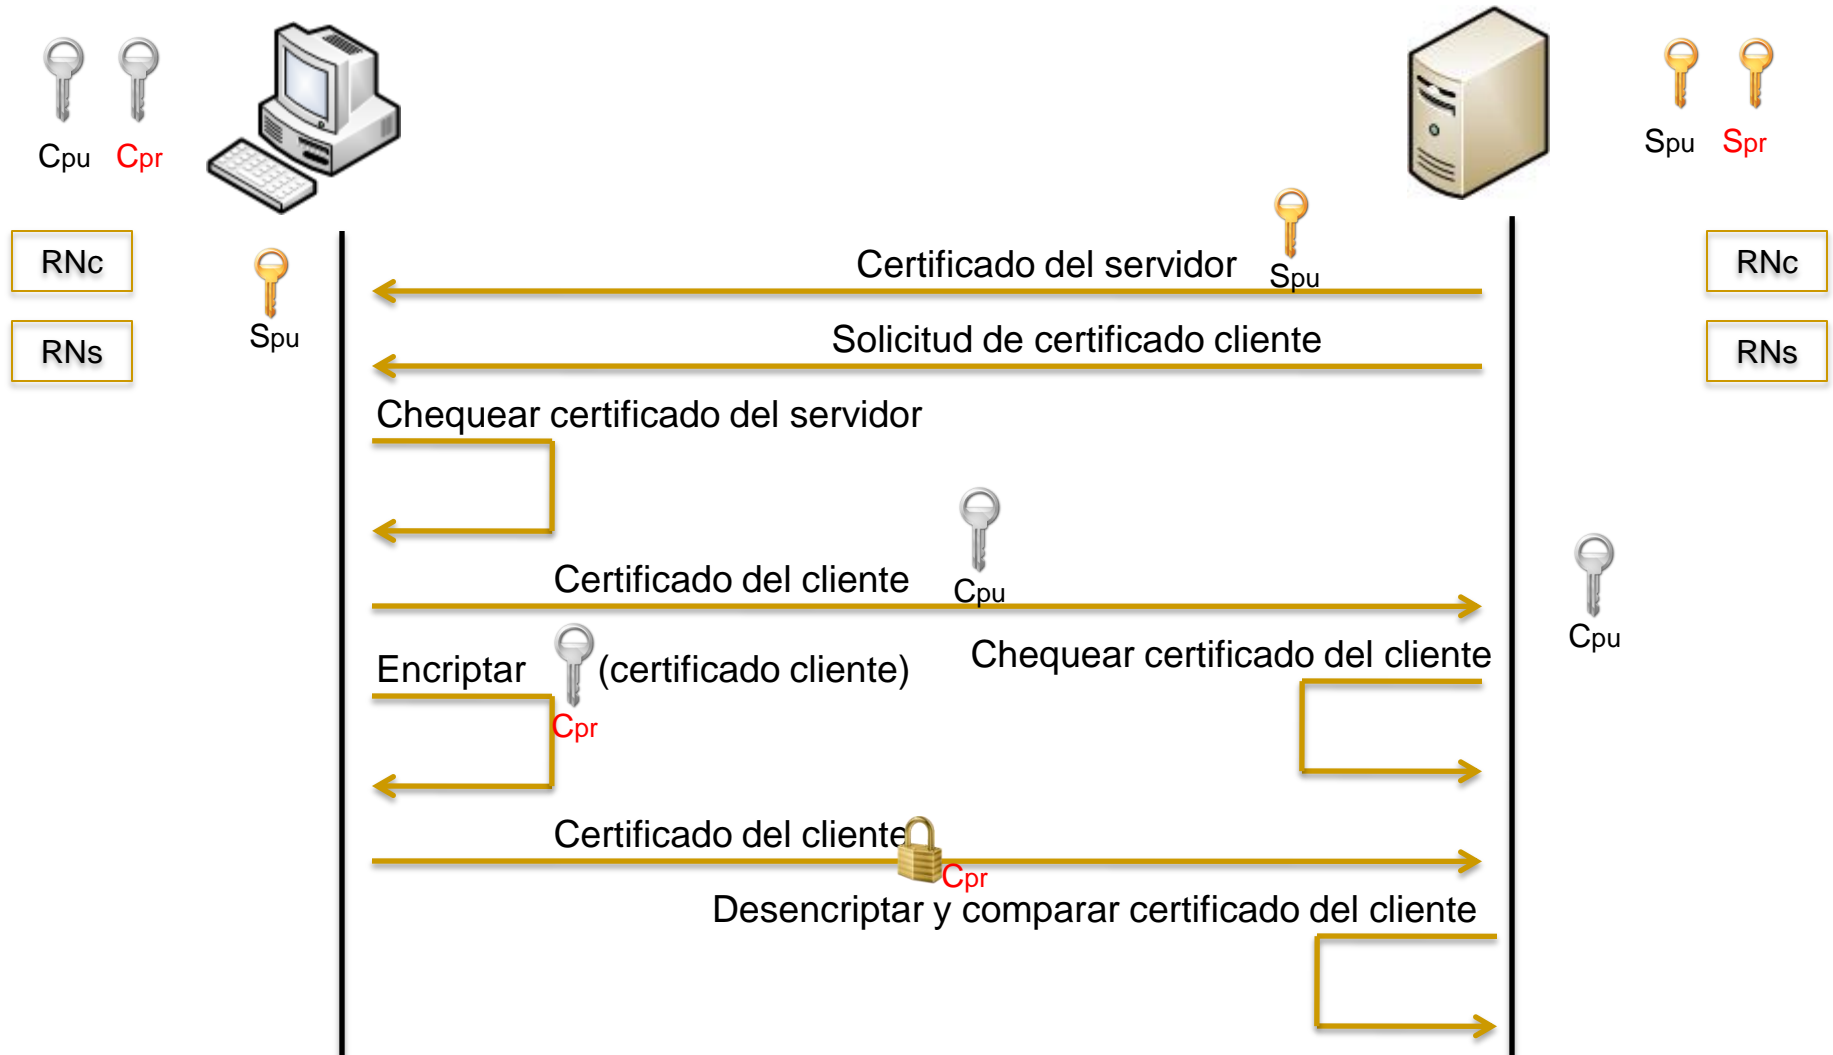 Cpu Cpr
Spu Spr
RNc
RNs
Spu
RNc
RNs
Certificado del servidor
Spu
Solicitud de certificado cliente
Chequear certificado del servidor
Certificado del cliente
Cpu
Cpu
Encriptar (certificado cliente)
Cpr
Chequear certificado del cliente
Certificado del cliente
Cpr
Desencriptar y comparar certificado del cliente